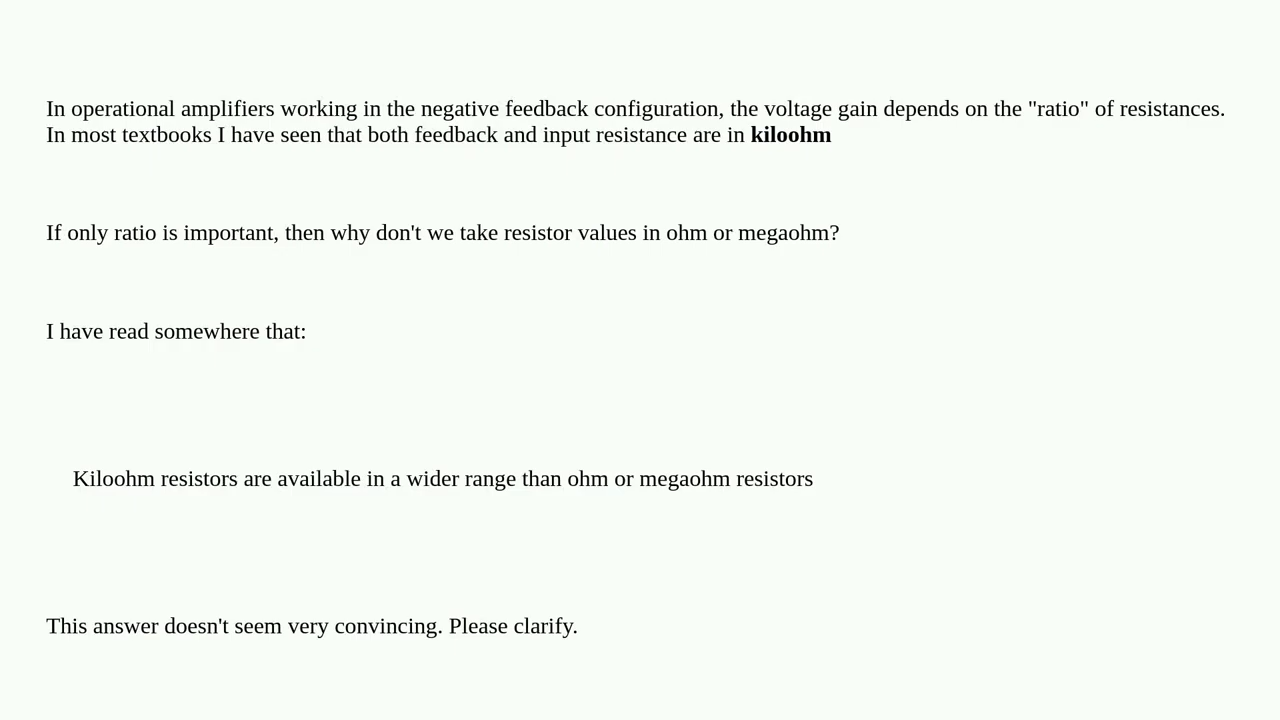 In operational amplifiers working in the negative feedback configuration, the voltage gain depends on the "ratio" of resistances.
In most textbooks I have seen that both feedback and input resistance are in kiloohm
If only ratio is important, then why don't we take resistor values in ohm or megaohm?
I have read somewhere that:
Kiloohm resistors are available in a wider range than ohm or megaohm resistors
This answer doesn't seem very convincing. Please clarify.